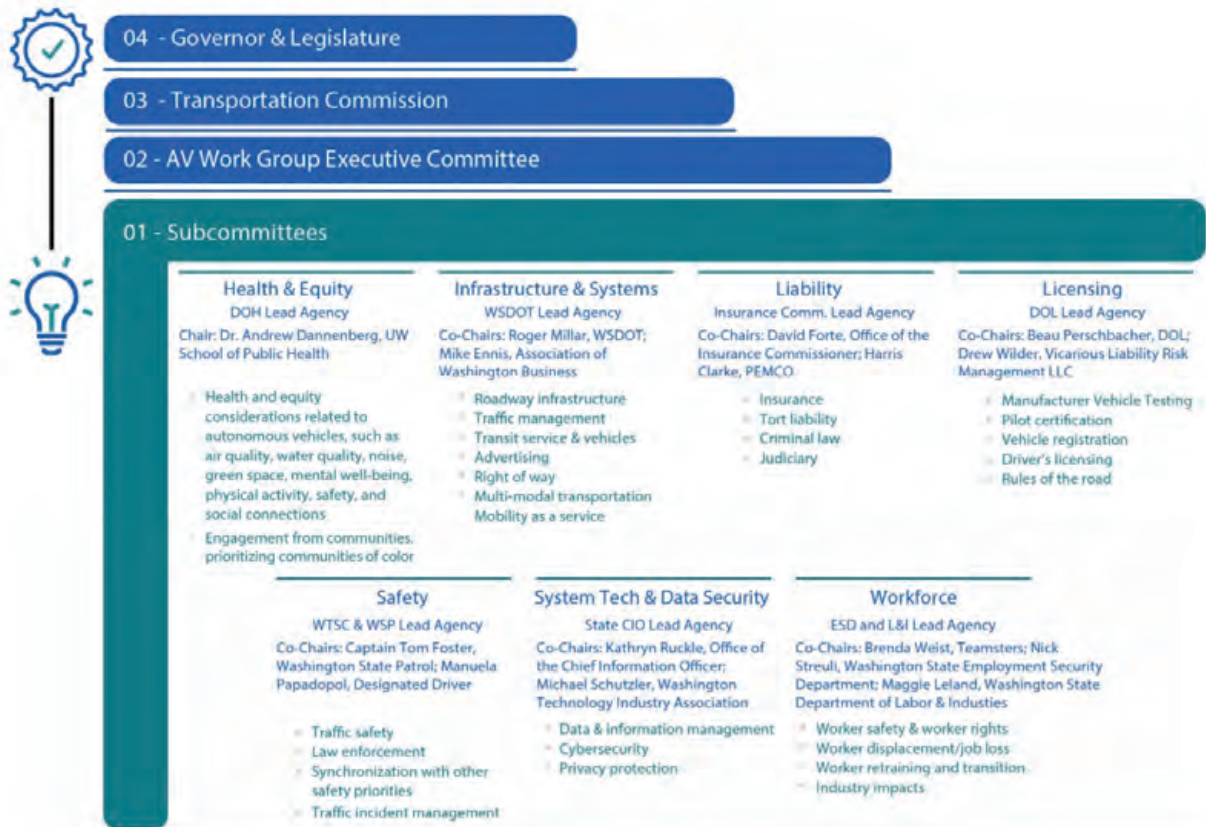 04 - Governor & Legislature
03 - Transportation Commission
02 - AV Work Group Executive Committee
01 - Subcommittees
Health & Equity
DOH Lead Agency
Chair: Dr. Andrew Dannenberg, UW
School of Public Health
Health and equity
considerations related to
autonomous vehicles, such as
air quality, water quality, noise,
green space, mental well-being,
physical activity, safety, and
social connections
Engagement from communities,
prioritizing communities of color
Infrastructure & Systems
WSDOT Lead Agency
Co-Chairs: Roger Millar, WSDOT;
Mike Ennis, Association of
Washington Business
Roadway infrastructure
Traffic management
Transit service & vehicles
Advertising
Right of way
Multi-modal transportation
Mobility as a service
Liability
Insurance Comm. Lead Agency
Co-Chairs: David Forte, Office of the
Insurance Commissioner; Harris
Clarke, PEMCO
Insurance
Tort liability
Criminal law
Judiciary
Licensing
DOL Lead Agency
Co-Chairs: Beau Perschbacher, DOL;
Drew Wilder, Vicarious Liability Risk
Management LLC
Manufacturer Vehicle Testing
Pilot certification
Vehicle registration
Driver's licensing
Rules of the road
Safety
WTSC & WSP Lead Agency
Co-Chairs: Captain Tom Foster,
Washington State Patrol; Manuela
Papadopol, Designated Driver
Traffic safety
Law enforcement
Synchronization with other
safety priorities
Traffic incident management
System Tech & Data Security
State CIO Lead Agency
Co-Chairs: Kathryn Ruckle, Office of
the Chief Information Officer;
Michael Schutzler, Washington
Technology Industry Association
Data & information management
Cybersecurity
Privacy protection
Workforce
ESD and L&I Lead Agency
Co-Chairs: Brenda Weist, Teamsters; Nick
Streuli, Washington State Employment Security
Department; Maggie Leland, Washington State
Department of Labor & Industies
Worker safety & worker rights
Worker displacement/job loss
Worker retraining and transition
Industry impacts